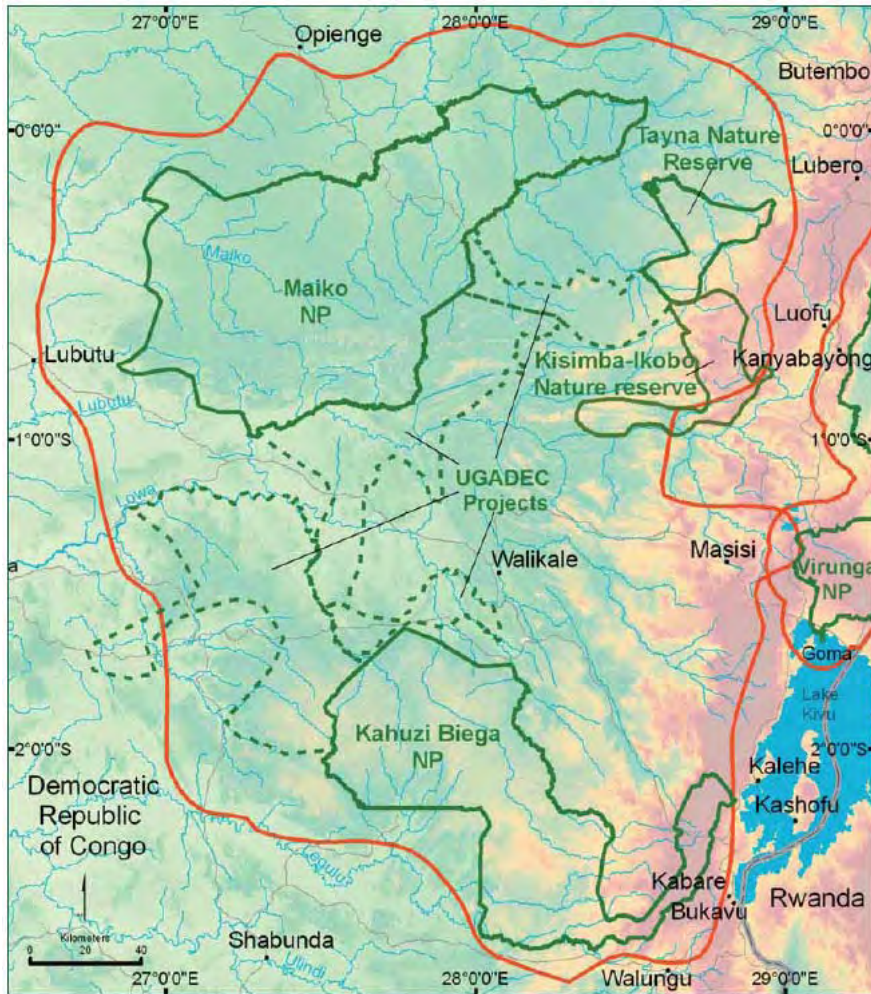 27°0'0"E
28°0'0"E
29°0'0"E
Opienge
Butembo
0°0'0"
0°0'0"
Tayna Nature
Reserve
Lubero
Maiko
Maiko
NP
Luofu
Lubutu
Kisimba-Ikobo
Nature reserve
Kanyabayong
Lubutu
1°0'0"S
1°0'0"S
UGADEC
Projects
Lowa
Walikale
Masisi
a
Virunga
NP
Goma
Lake
Kivu
Kahuzi Biega
NP
2°0'0"S
2°0'0"S
Kalehe
Democratic
Republic
of Congo
Kashofu
Kabare
Bukavu
Rwanda
Kilometers
0 20 40
Shabunda
Ulindi
Walungu
27°0'0"E
28°0'0"E
29°0'0"E